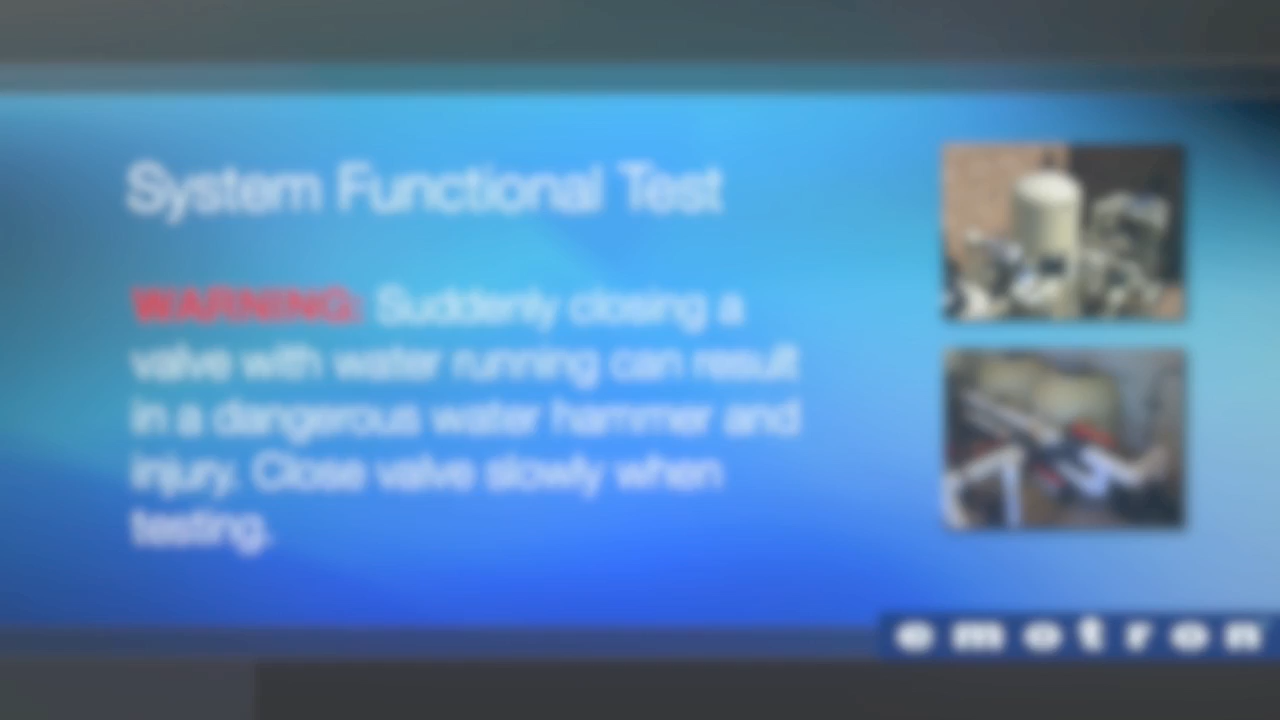 System Functional Test
WARNING: Suddenly closing a
valve with water running can result
in a dangerous water hammer and
injury. Close valve slowly when
testing.
emotron